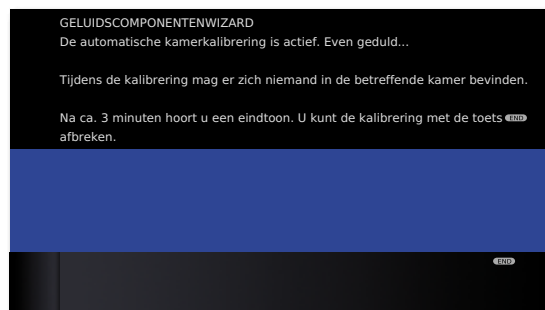 GELUIDSCOMPONENTENWIZARD
De automatische kamerkalibrering is actief. Even geduld...
Tijdens de kalibrering mag er zich niemand in de betreffende kamer bevinden.
Na ca. 3 minuten hoort u een eindtoon. U kunt de kalibrering met de toets END
afbreken.
END